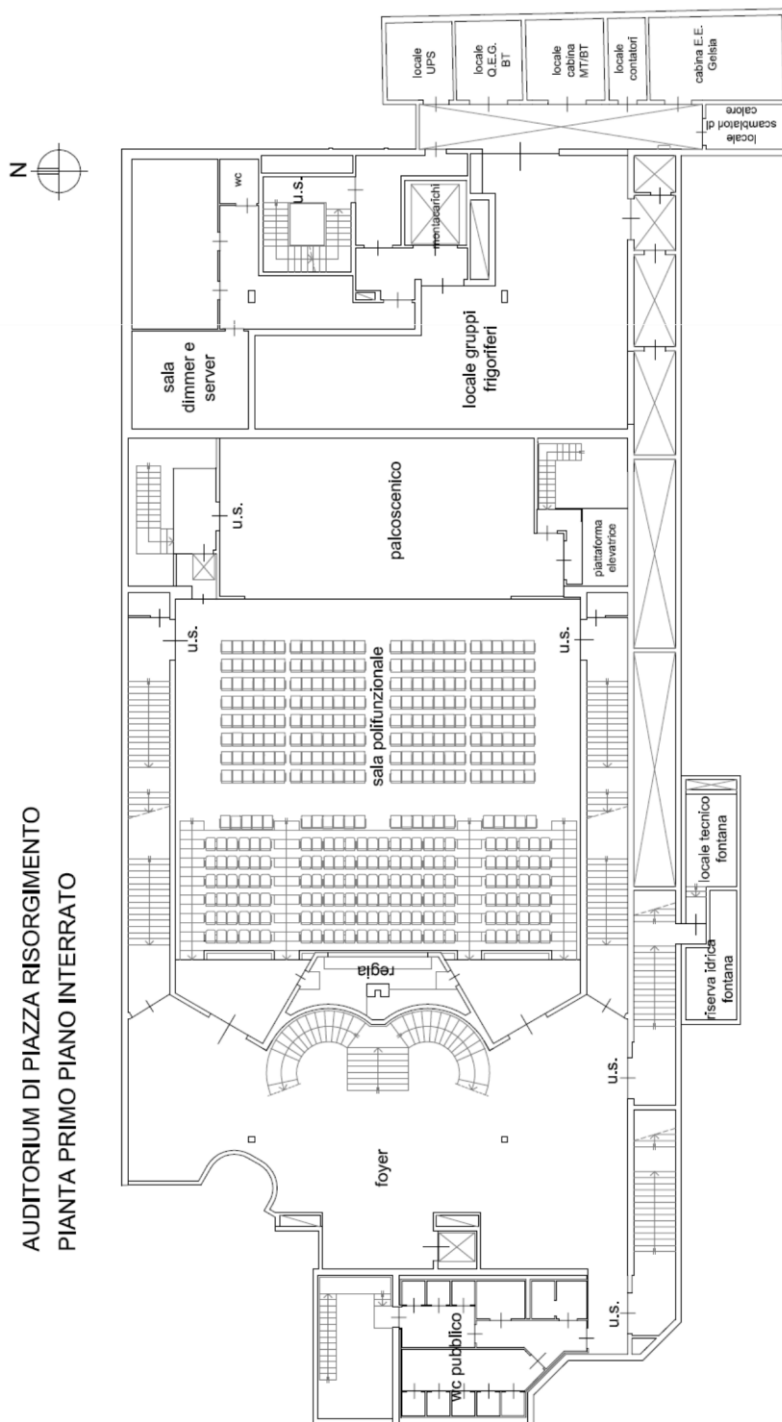 AUDITORIUM DI PIAZZA RISORGIMENTO
PIANTA PRIMO PIANO INTERRATO
N
locale
UPS
locale
Q.E.G.
BT
locale
cabina
MT/BT
locale
contatori
cabina E.E.
Gelsia
locale
scambiatori di
calore
wc
u.s.
montacarichi
sala
dimmer e
server
locale gruppi
frigoriferi
u.s.
palcoscenico
piattaforma
elevatrice
u.s.
sala polifunzionale
u.s.
regia
locale tecnico
fontana
riserva idrica
fontana
foyer
u.s.
wc pubblico
u.s.